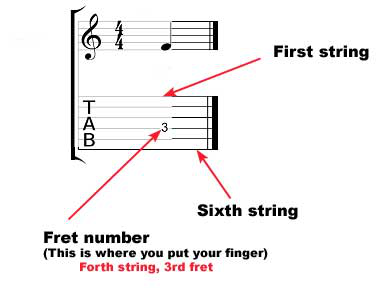 4
4
First string
T
A
B
3
Sixth string
Fret number
(This is where you put your finger)
Forth string, 3rd fret